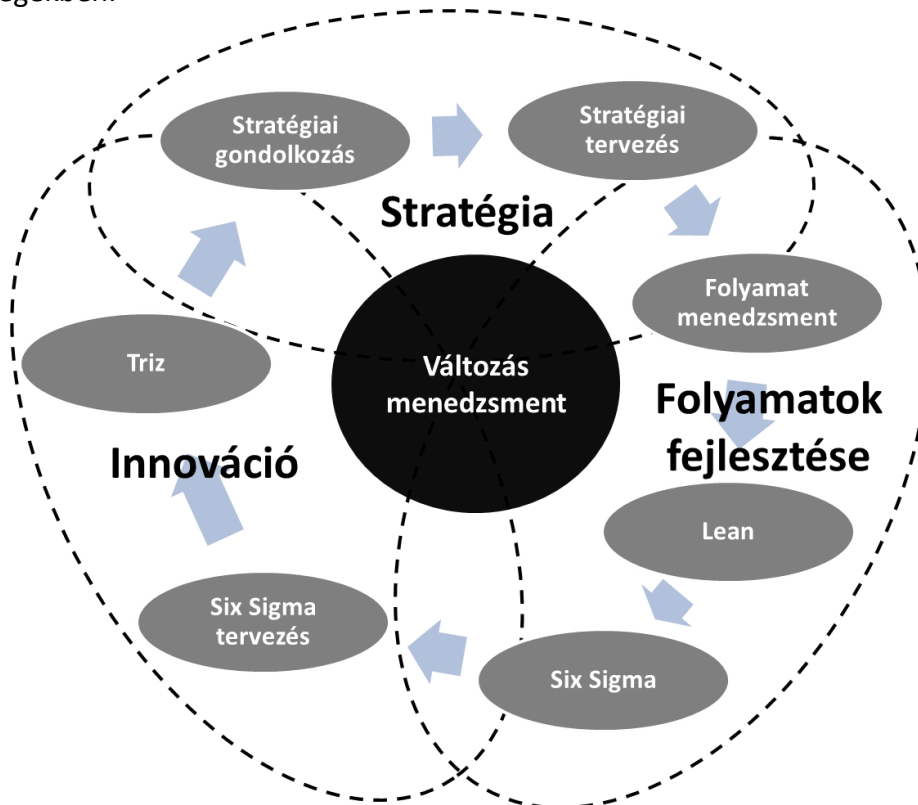 Stratégiai
gondolkozás
Stratégiai
tervezés
Stratégia
Folyamat
menedzsment
Triz
Változás
menedzsment
Folyamatok
fejlesztése
Innováció
Lean
Six Sigma
tervezés
Six Sigma